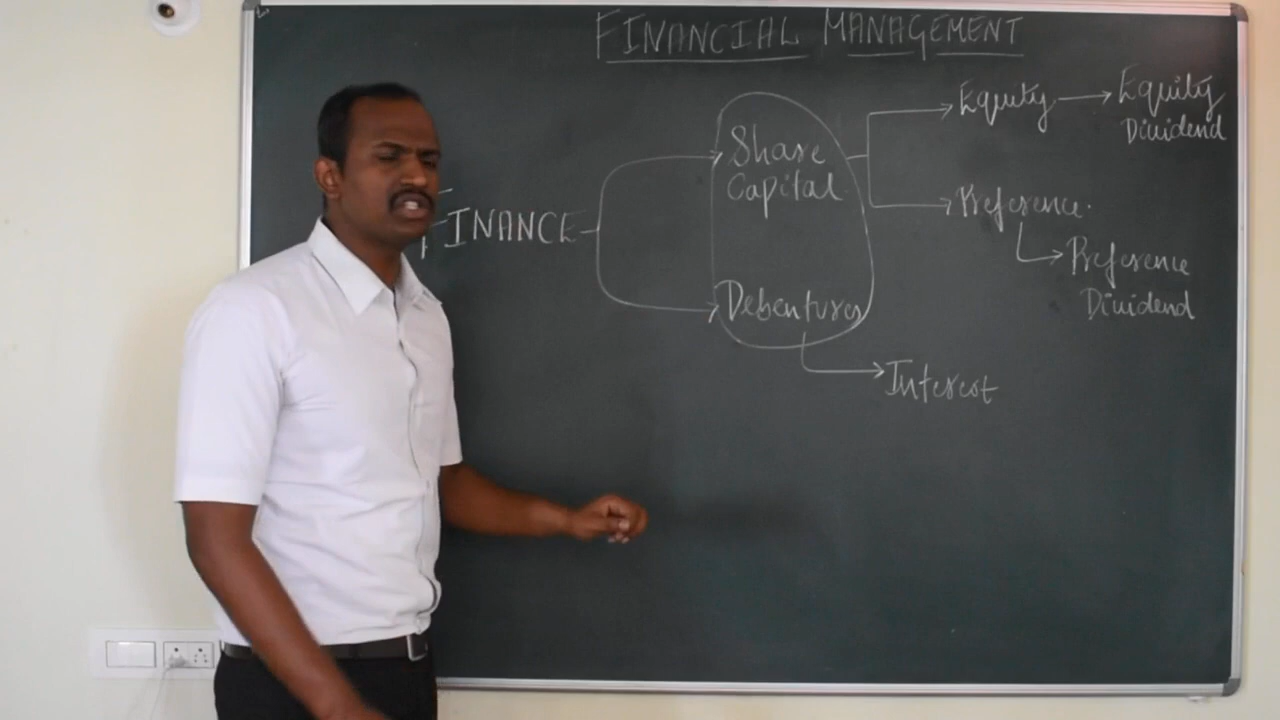 FINANCIAL MANAGEMENT
Equity
Equity
Dividend
Share
Capital
Preference.
FINANCE
Preference
Dividend
Debentures
Interest